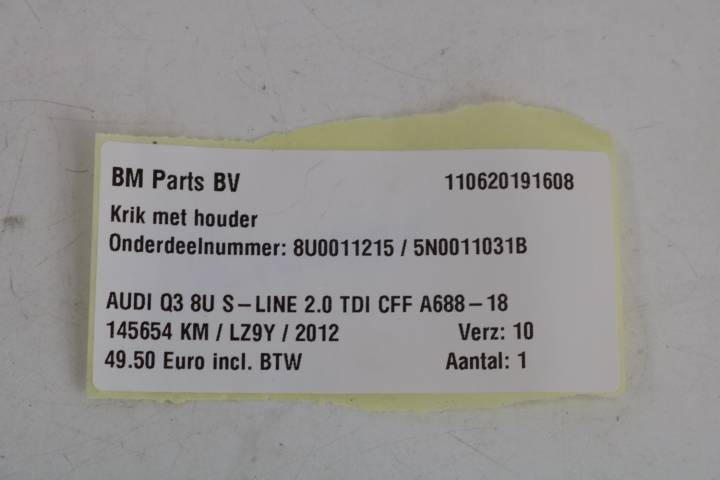 BM Parts BV 110620191608
Krik met houder
Onderdeelnummer: 8U0011215 / 5N0011031B
AUDI Q3 8U S-LINE 2.0 TDI CFF A688-18
145654 KM / LZ9Y / 2012 Verz: 10
49.50 Euro incl. BTW Aantal: 1